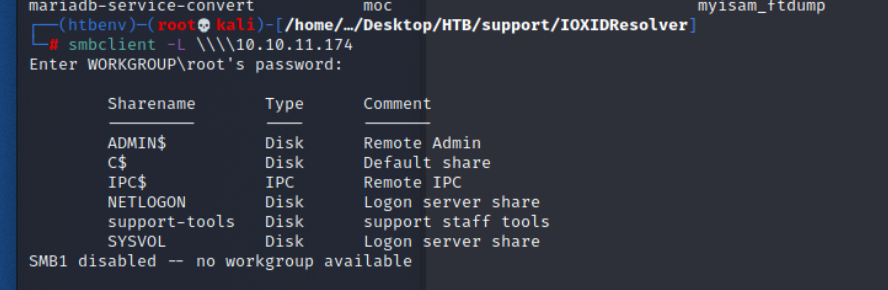 mariadb-service-convert moc myisam_ftdump
┌──(htbenv)─(root💀kali)-[/home/…/Desktop/HTB/support/IOXIDResolver]
└─# smbclient -L \\\\10.10.11.174
Enter WORKGROUP\root's password:
Sharename Type Comment
--------- ---- -------
ADMIN$ Disk Remote Admin
C$ Disk Default share
IPC$ IPC Remote IPC
NETLOGON Disk Logon server share
support-tools Disk support staff tools
SYSVOL Disk Logon server share
SMB1 disabled -- no workgroup available